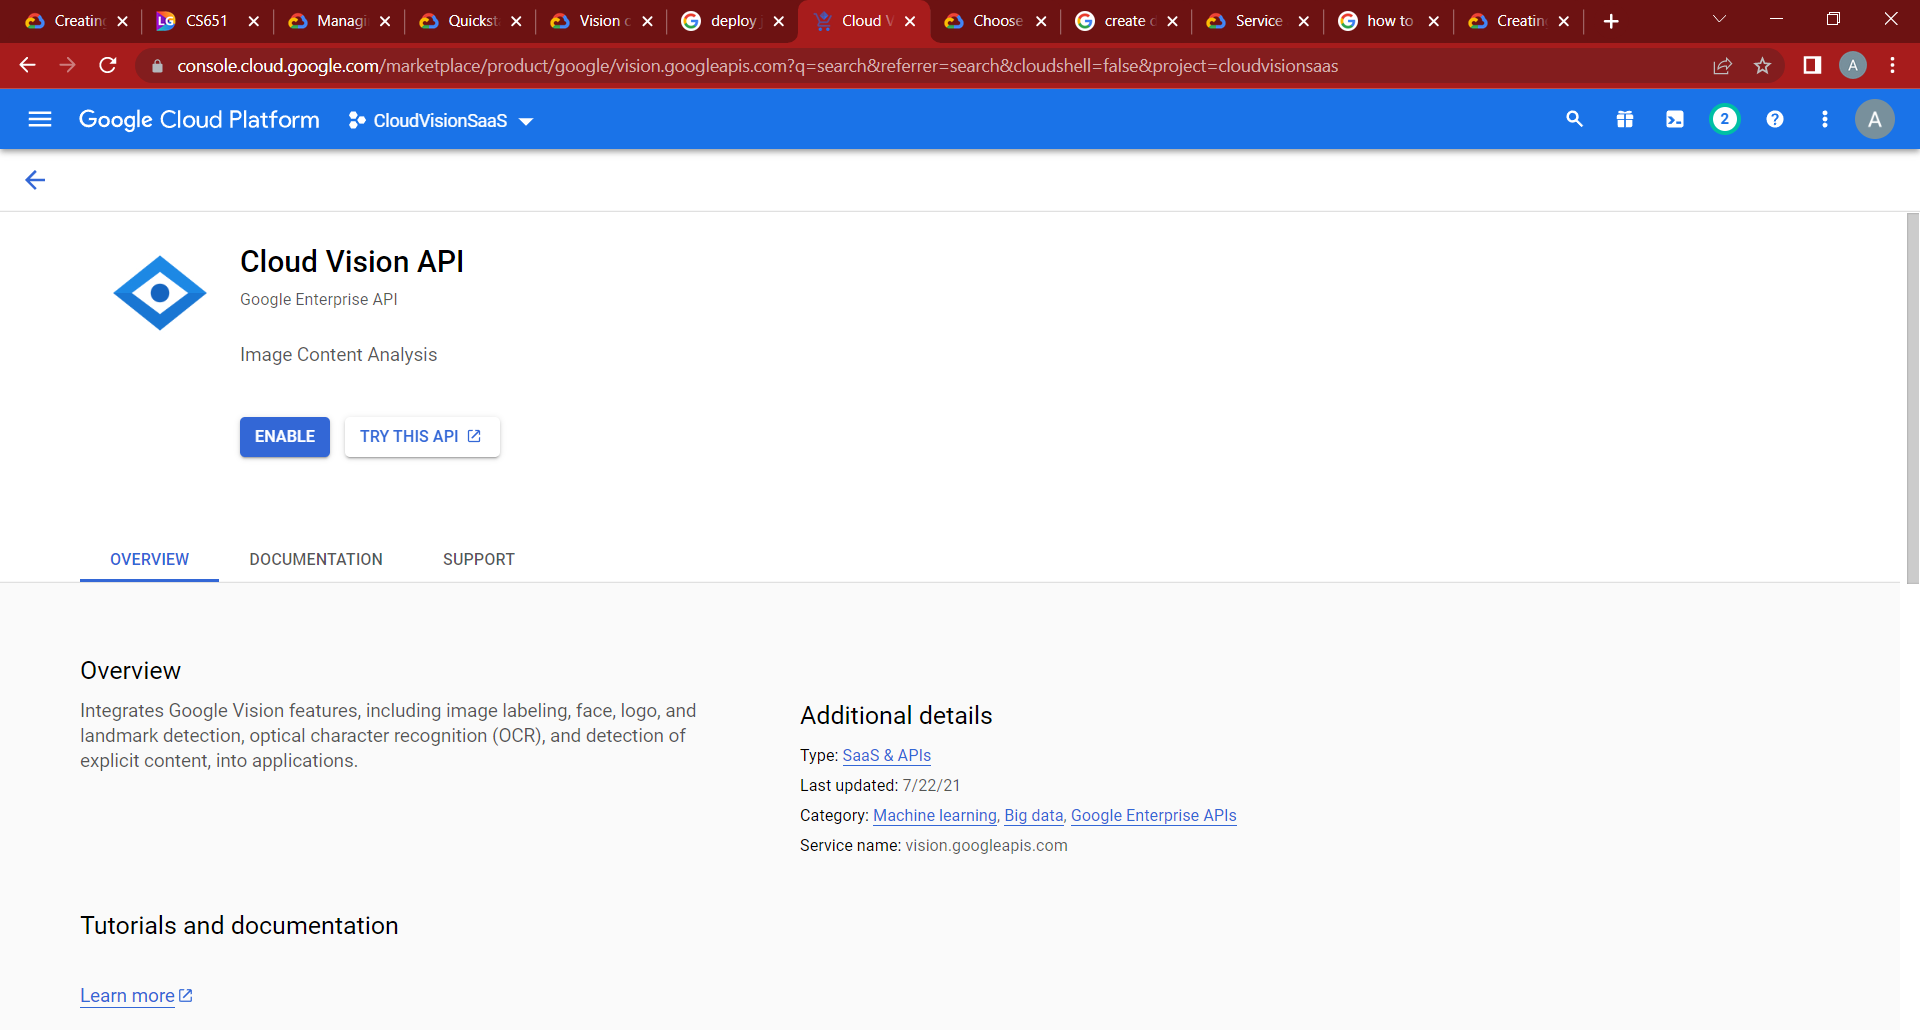 Creating
CS651
Managi
Quickst
Vision
deploy
Cloud V
Choose
create
Service
how to
Creating
console.cloud.google.com/marketplace/product/google/vision.googleapis.com?q=search&referrer=search&cloudshell=false&project=cloudvisionsaas
A
Google Cloud Platform
CloudVisionSaaS
2
A
Cloud Vision API
Google Enterprise API
Image Content Analysis
ENABLE
TRY THIS API
OVERVIEW
DOCUMENTATION
SUPPORT
Overview
Integrates Google Vision features, including image labeling, face, logo, and
landmark detection, optical character recognition (OCR), and detection of
explicit content, into applications.
Additional details
Type: SaaS & APIs
Last updated: 7/22/21
Category: Machine learning, Big data, Google Enterprise APIs
Service name: vision.googleapis.com
Tutorials and documentation
Learn more